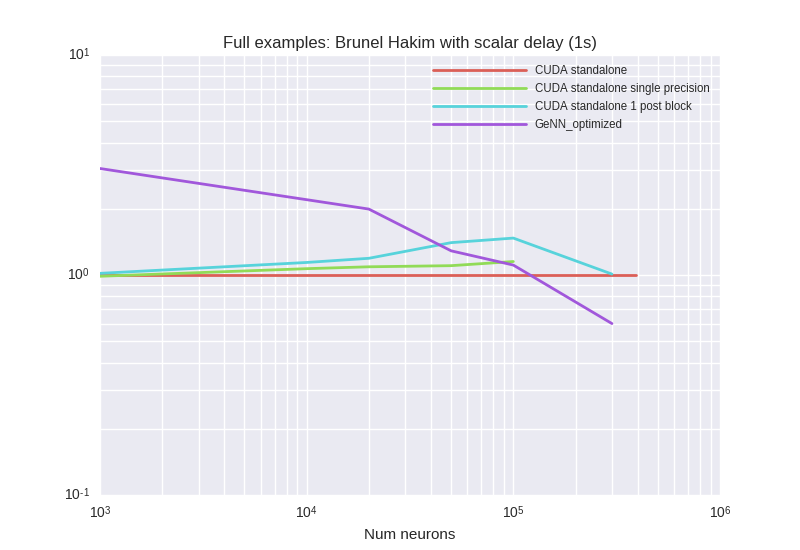 Full examples: Brunel Hakim with scalar delay (1s)
10¹
CUDA standalone
CUDA standalone single precision
CUDA standalone 1 post block
GeNN_optimized
10⁰
10⁻¹
10³ 10⁴ 10⁵ 10⁶
Num neurons